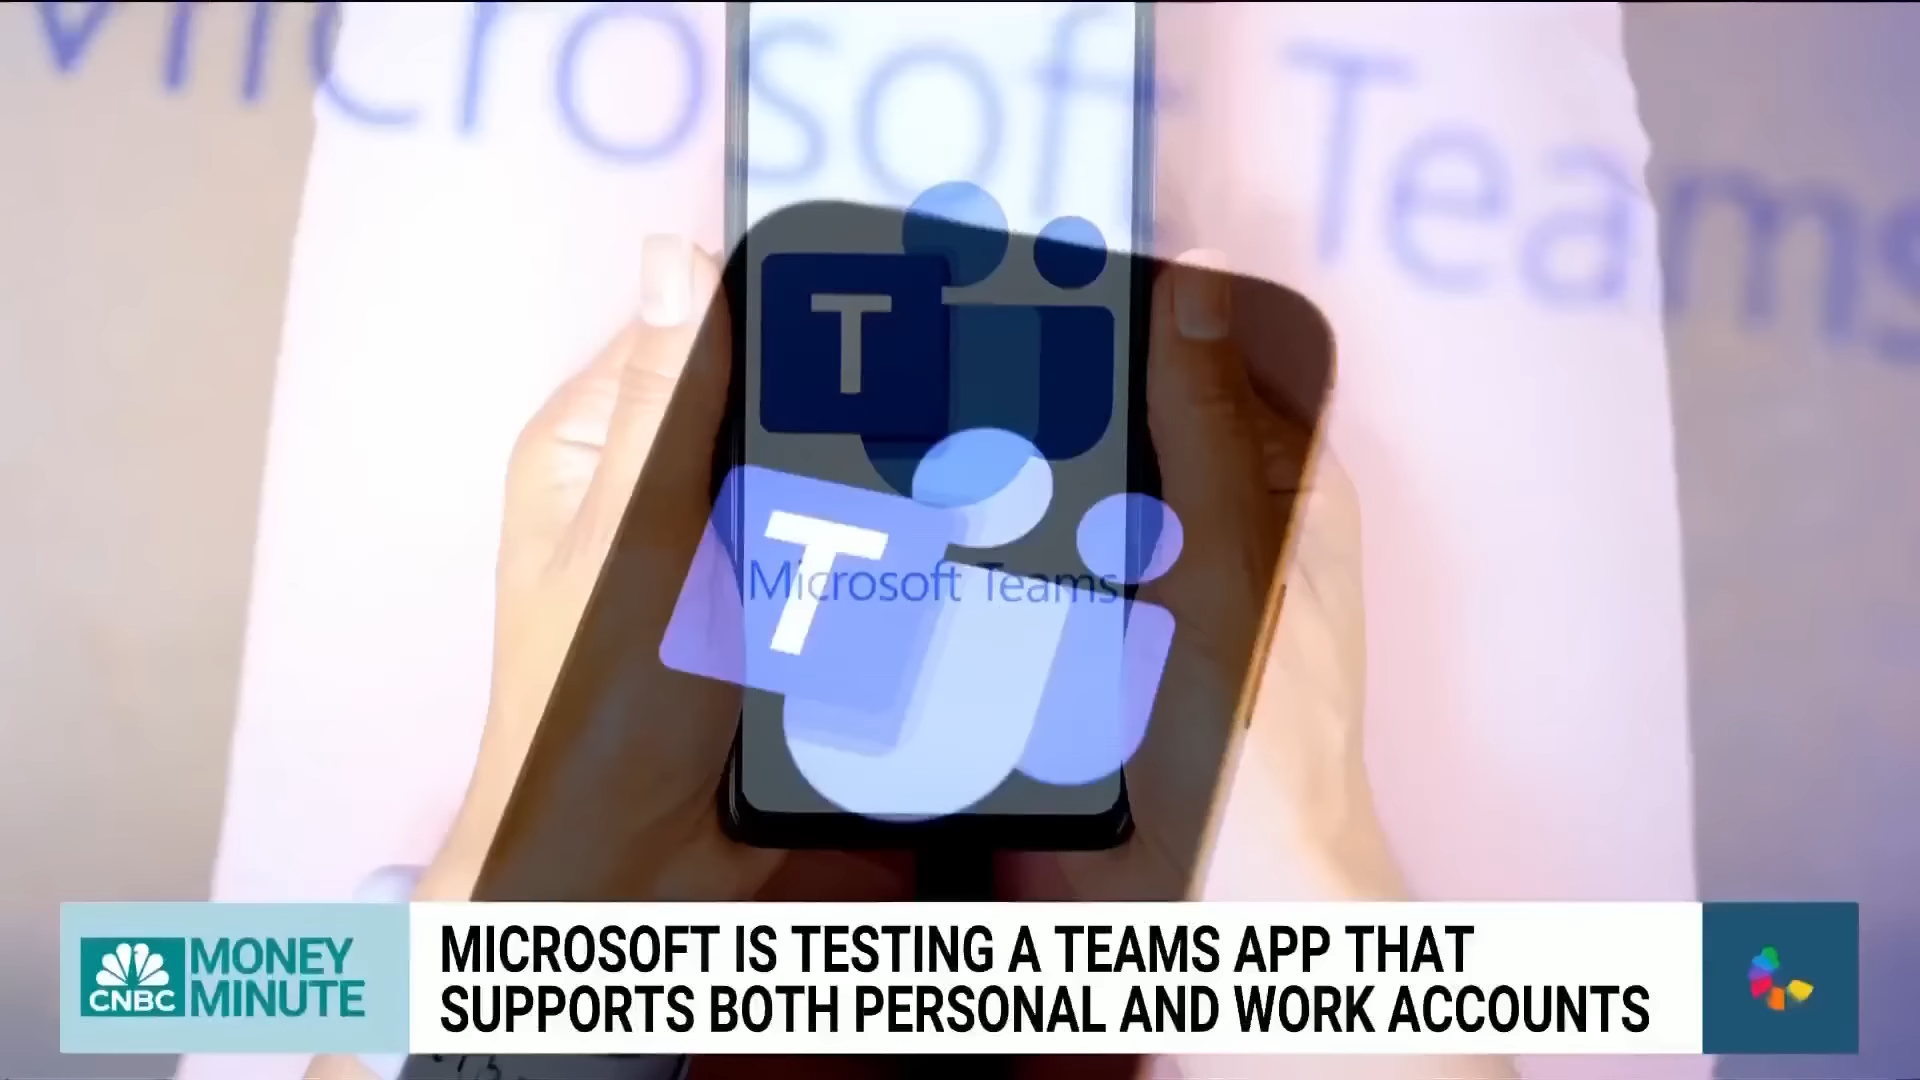 Microsoft Teams
T
T
Microsoft Teams
CNBC
MONEY
MINUTE
MICROSOFT IS TESTING A TEAMS APP THAT
SUPPORTS BOTH PERSONAL AND WORK ACCOUNTS